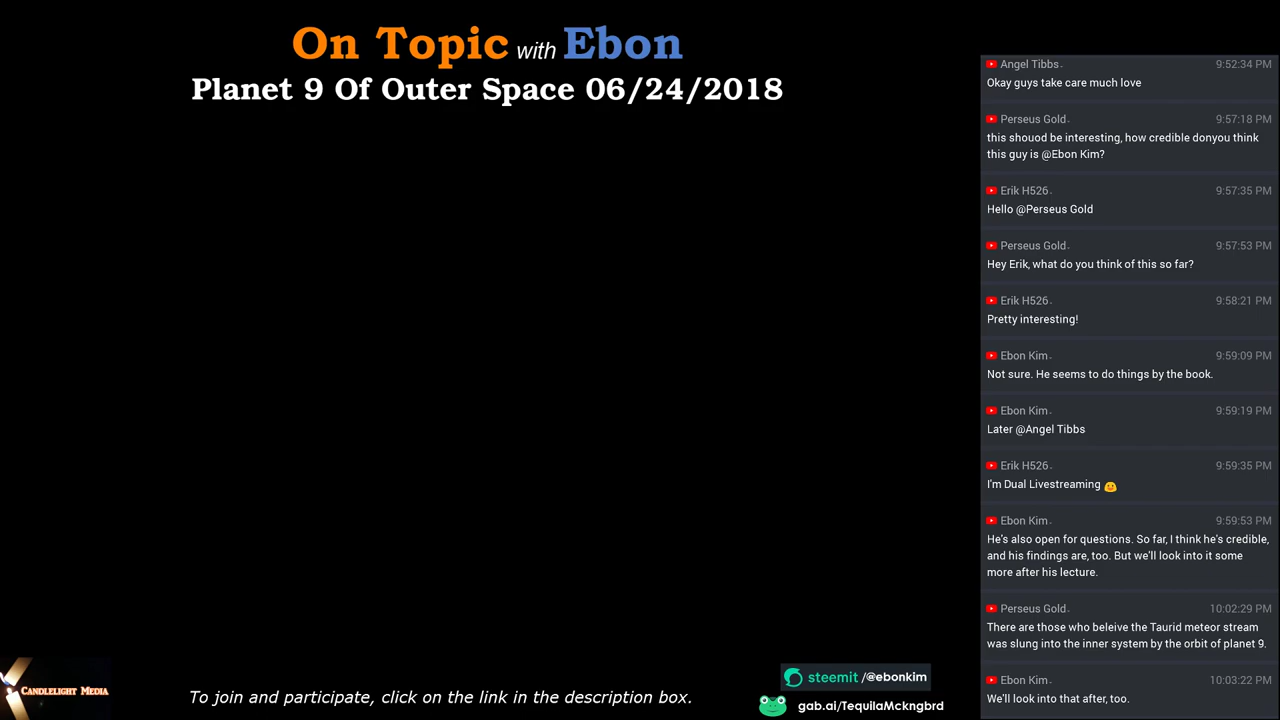 On Topic with Ebon
Planet 9 Of Outer Space 06/24/2018
Angel Tibbs 9:52:34 PM
Okay guys take care much love
Perseus Gold 9:57:18 PM
this shouod be interesting, how credible donyou think
this guy is @Ebon Kim?
Erik H526 9:57:35 PM
Hello @Perseus Gold
Perseus Gold 9:57:53 PM
Hey Erik, what do you think of this so far?
Erik H526 9:58:21 PM
Pretty interesting!
Ebon Kim 9:59:09 PM
Not sure. He seems to do things by the book.
Ebon Kim 9:59:19 PM
Later @Angel Tibbs
Erik H526 9:59:35 PM
I'm Dual Livestreaming
Ebon Kim 9:59:53 PM
He's also open for questions. So far, I think he's credible,
and his findings are, too. But we'll look into it some
more after his lecture.
Perseus Gold 10:02:29 PM
There are those who beleive the Taurid meteor stream
was slung into the inner system by the orbit of planet 9.
Ebon Kim 10:03:22 PM
We'll look into that after, too.
Candlelight Media
To join and participate, click on the link in the description box.
steemit /@ebonkim
gab.ai/TequilaMckngbrd